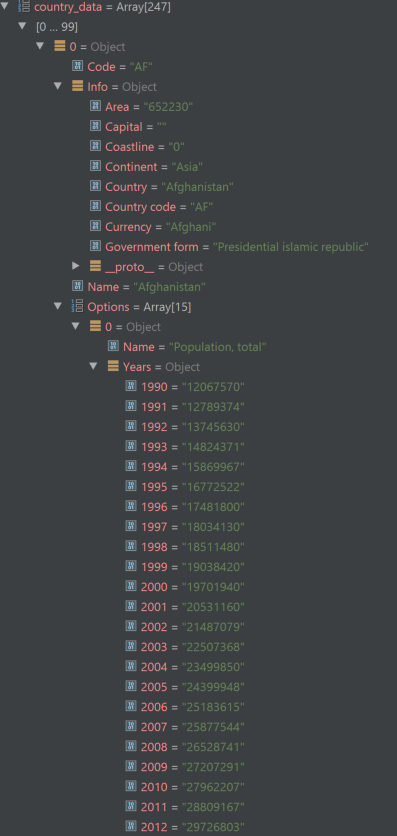 country_data = Array[247]
[0 ... 99]
0 = Object
Code = "AF"
Info = Object
Area = "652230"
Capital = ""
Coastline = "0"
Continent = "Asia"
Country = "Afghanistan"
Country code = "AF"
Currency = "Afghani"
Government form = "Presidential islamic republic"
__proto__ = Object
Name = "Afghanistan"
Options = Array[15]
0 = Object
Name = "Population, total"
Years = Object
1990 = "12067570"
1991 = "12789374"
1992 = "13745630"
1993 = "14824371"
1994 = "15869967"
1995 = "16772522"
1996 = "17481800"
1997 = "18034130"
1998 = "18511480"
1999 = "19038420"
2000 = "19701940"
2001 = "20531160"
2002 = "21487079"
2003 = "22507368"
2004 = "23499850"
2005 = "24399948"
2006 = "25183615"
2007 = "25877544"
2008 = "26528741"
2009 = "27207291"
2010 = "27962207"
2011 = "28809167"
2012 = "29726803"